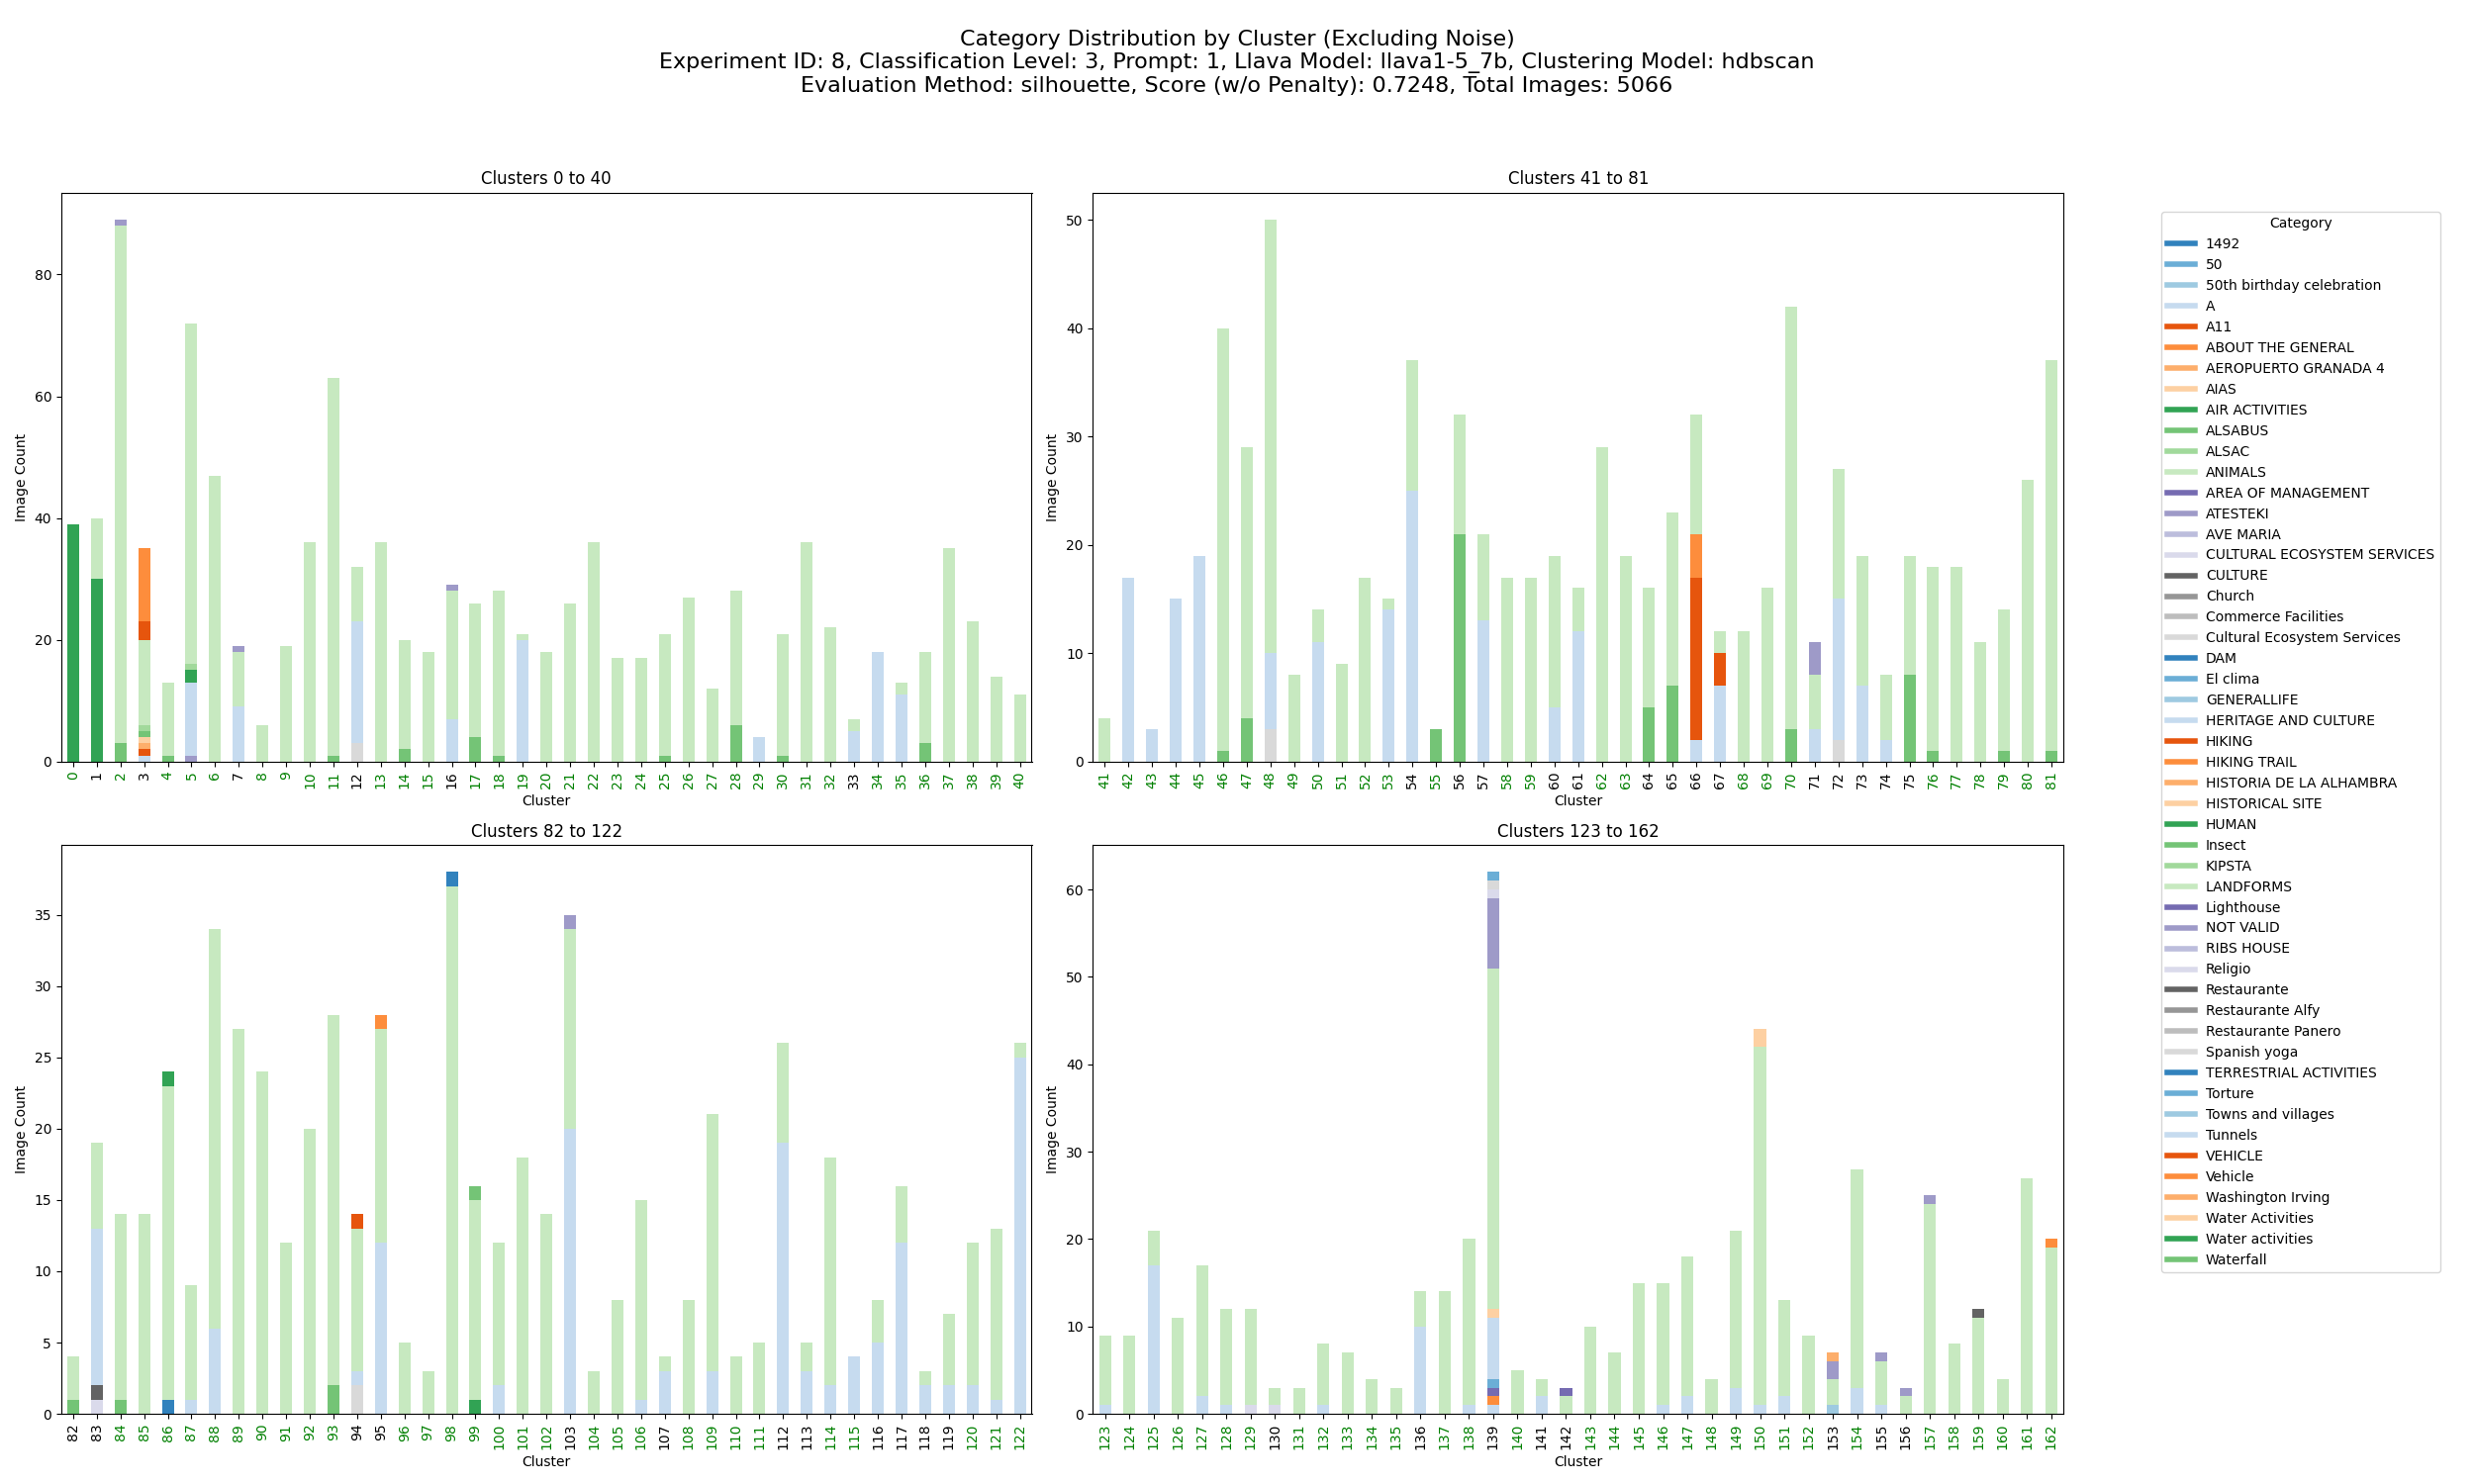 Category Distribution by Cluster (Excluding Noise)
Experiment ID: 8, Classification Level: 3, Prompt: 1, Llava Model: llava1-5_7b, Clustering Model: hdbscan
Evaluation Method: silhouette, Score (w/o Penalty): 0.7248, Total Images: 5066
Clusters 0 to 40
Image Count
80
60
40
20
0
0 1 2 3 4 5 6 7 8 9 10 11 12 13 14 15 16 17 18 19 20 21 22 23 24 25 26 27 28 29 30 31 32 33 34 35 36 37 38 39 40
Cluster
Clusters 41 to 81
Image Count
50
40
30
20
10
0
41 42 43 44 45 46 47 48 49 50 51 52 53 54 55 56 57 58 59 60 61 62 63 64 65 66 67 68 69 70 71 72 73 74 75 76 77 78 79 80 81
Cluster
Clusters 82 to 122
Image Count
35
30
25
20
15
10
5
0
82 83 84 85 86 87 88 89 90 91 92 93 94 95 96 97 98 99 100 101 102 103 104 105 106 107 108 109 110 111 112 113 114 115 116 117 118 119 120 121 122
Cluster
Clusters 123 to 162
Image Count
60
50
40
30
20
10
0
123 124 125 126 127 128 129 130 131 132 133 134 135 136 137 138 139 140 141 142 143 144 145 146 147 148 149 150 151 152 153 154 155 156 157 158 159 160 161 162
Cluster
Category
1492
50
50th birthday celebration
A
A11
ABOUT THE GENERAL
AEROPUERTO GRANADA 4
AIAS
AIR ACTIVITIES
ALSABUS
ALSAC
ANIMALS
AREA OF MANAGEMENT
ATESTEKI
AVE MARIA
CULTURAL ECOSYSTEM SERVICES
CULTURE
Church
Commerce Facilities
Cultural Ecosystem Services
DAM
El clima
GENERALLIFE
HERITAGE AND CULTURE
HIKING
HIKING TRAIL
HISTORIA DE LA ALHAMBRA
HISTORICAL SITE
HUMAN
Insect
KIPSTA
LANDFORMS
Lighthouse
NOT VALID
RIBS HOUSE
Religio
Restaurante
Restaurante Alfy
Restaurante Panero
Spanish yoga
TERRESTRIAL ACTIVITIES
Torture
Towns and villages
Tunnels
VEHICLE
Vehicle
Washington Irving
Water Activities
Water activities
Waterfall